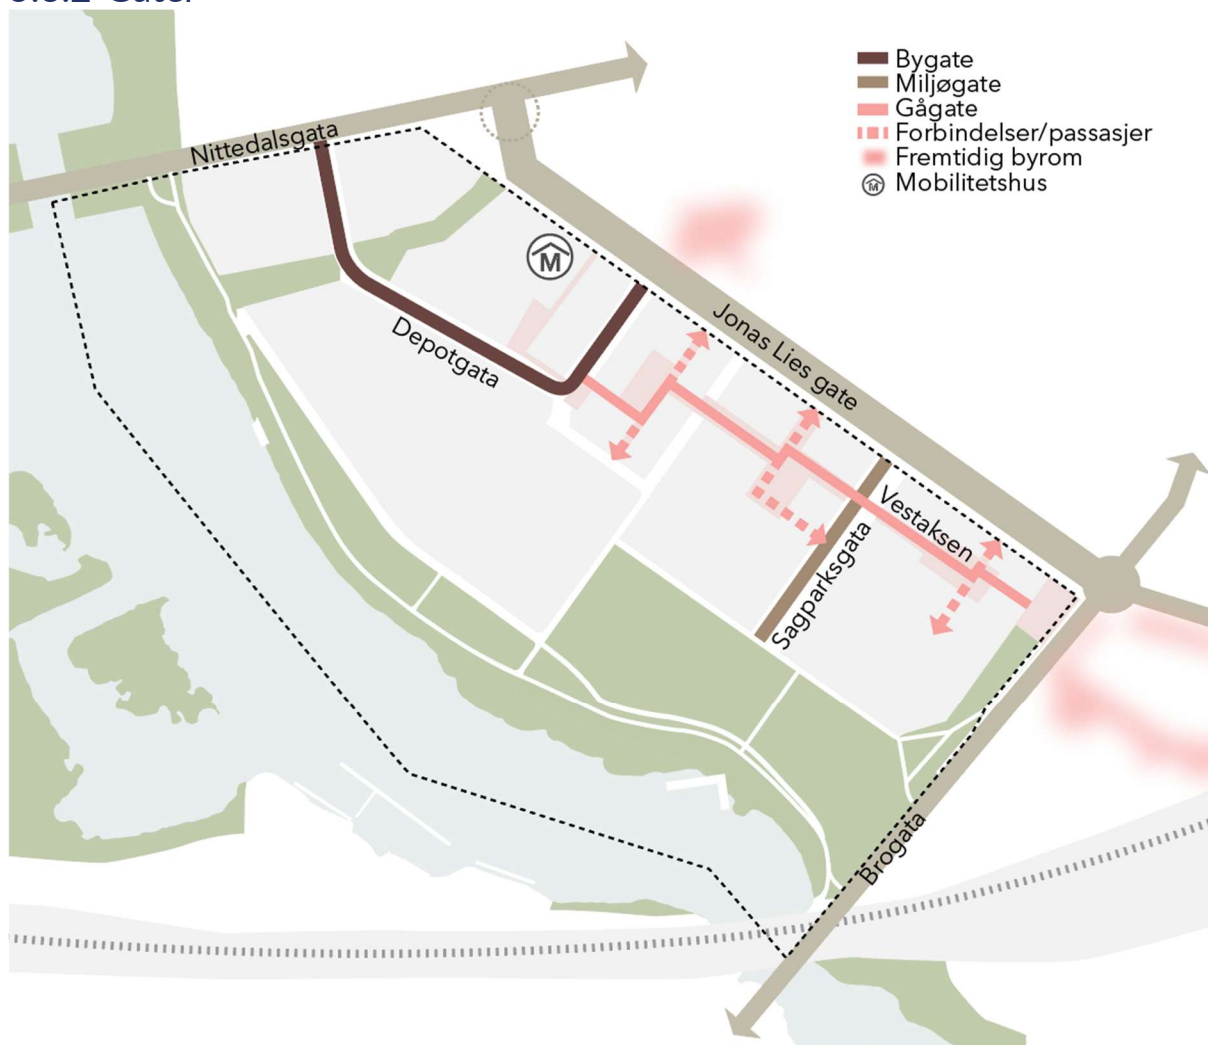 Bygate
Miljøgate
Gågate
Forbindelser/passasjer
Fremtidig byrom
M Mobilitetshus
Nittedalsgata
M
Jonas Lies gate
Depotgata
Vestaksen
Sagparksgata
Brogata